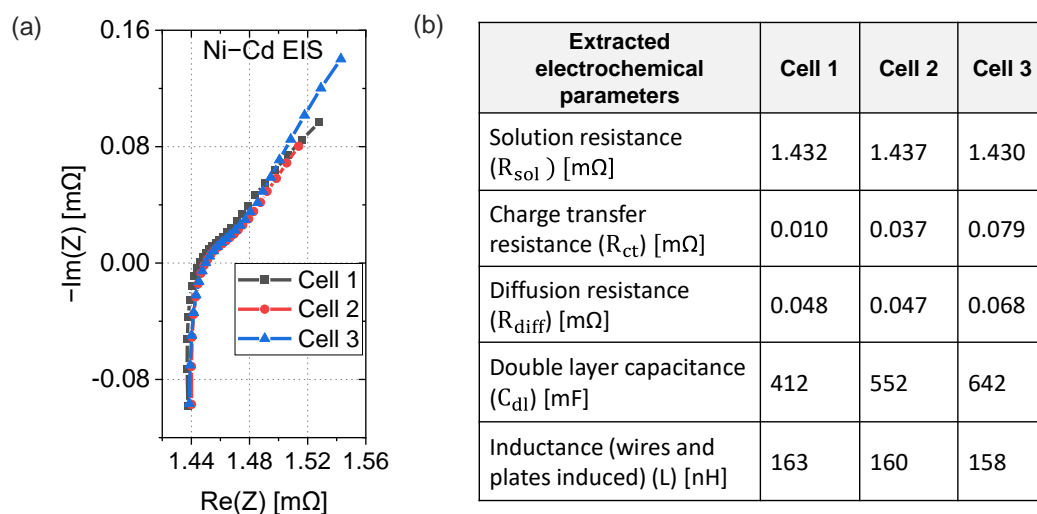 (a)
Ni−Cd EIS
0.16
0.08
0.00
-0.08
−Im(Z) [mΩ]
Cell 1
Cell 2
Cell 3
1.44 1.48 1.52 1.56
Re(Z) [mΩ]
(b)
Extracted
electrochemical
parameters
Cell 1
Cell 2
Cell 3
Solution resistance
(R_sol ) [mΩ]
1.432
1.437
1.430
Charge transfer
resistance (R_ct) [mΩ]
0.010
0.037
0.079
Diffusion resistance
(R_diff) [mΩ]
0.048
0.047
0.068
Double layer capacitance
(C_dl) [mF]
412
552
642
Inductance (wires and
plates induced) (L) [nH]
163
160
158